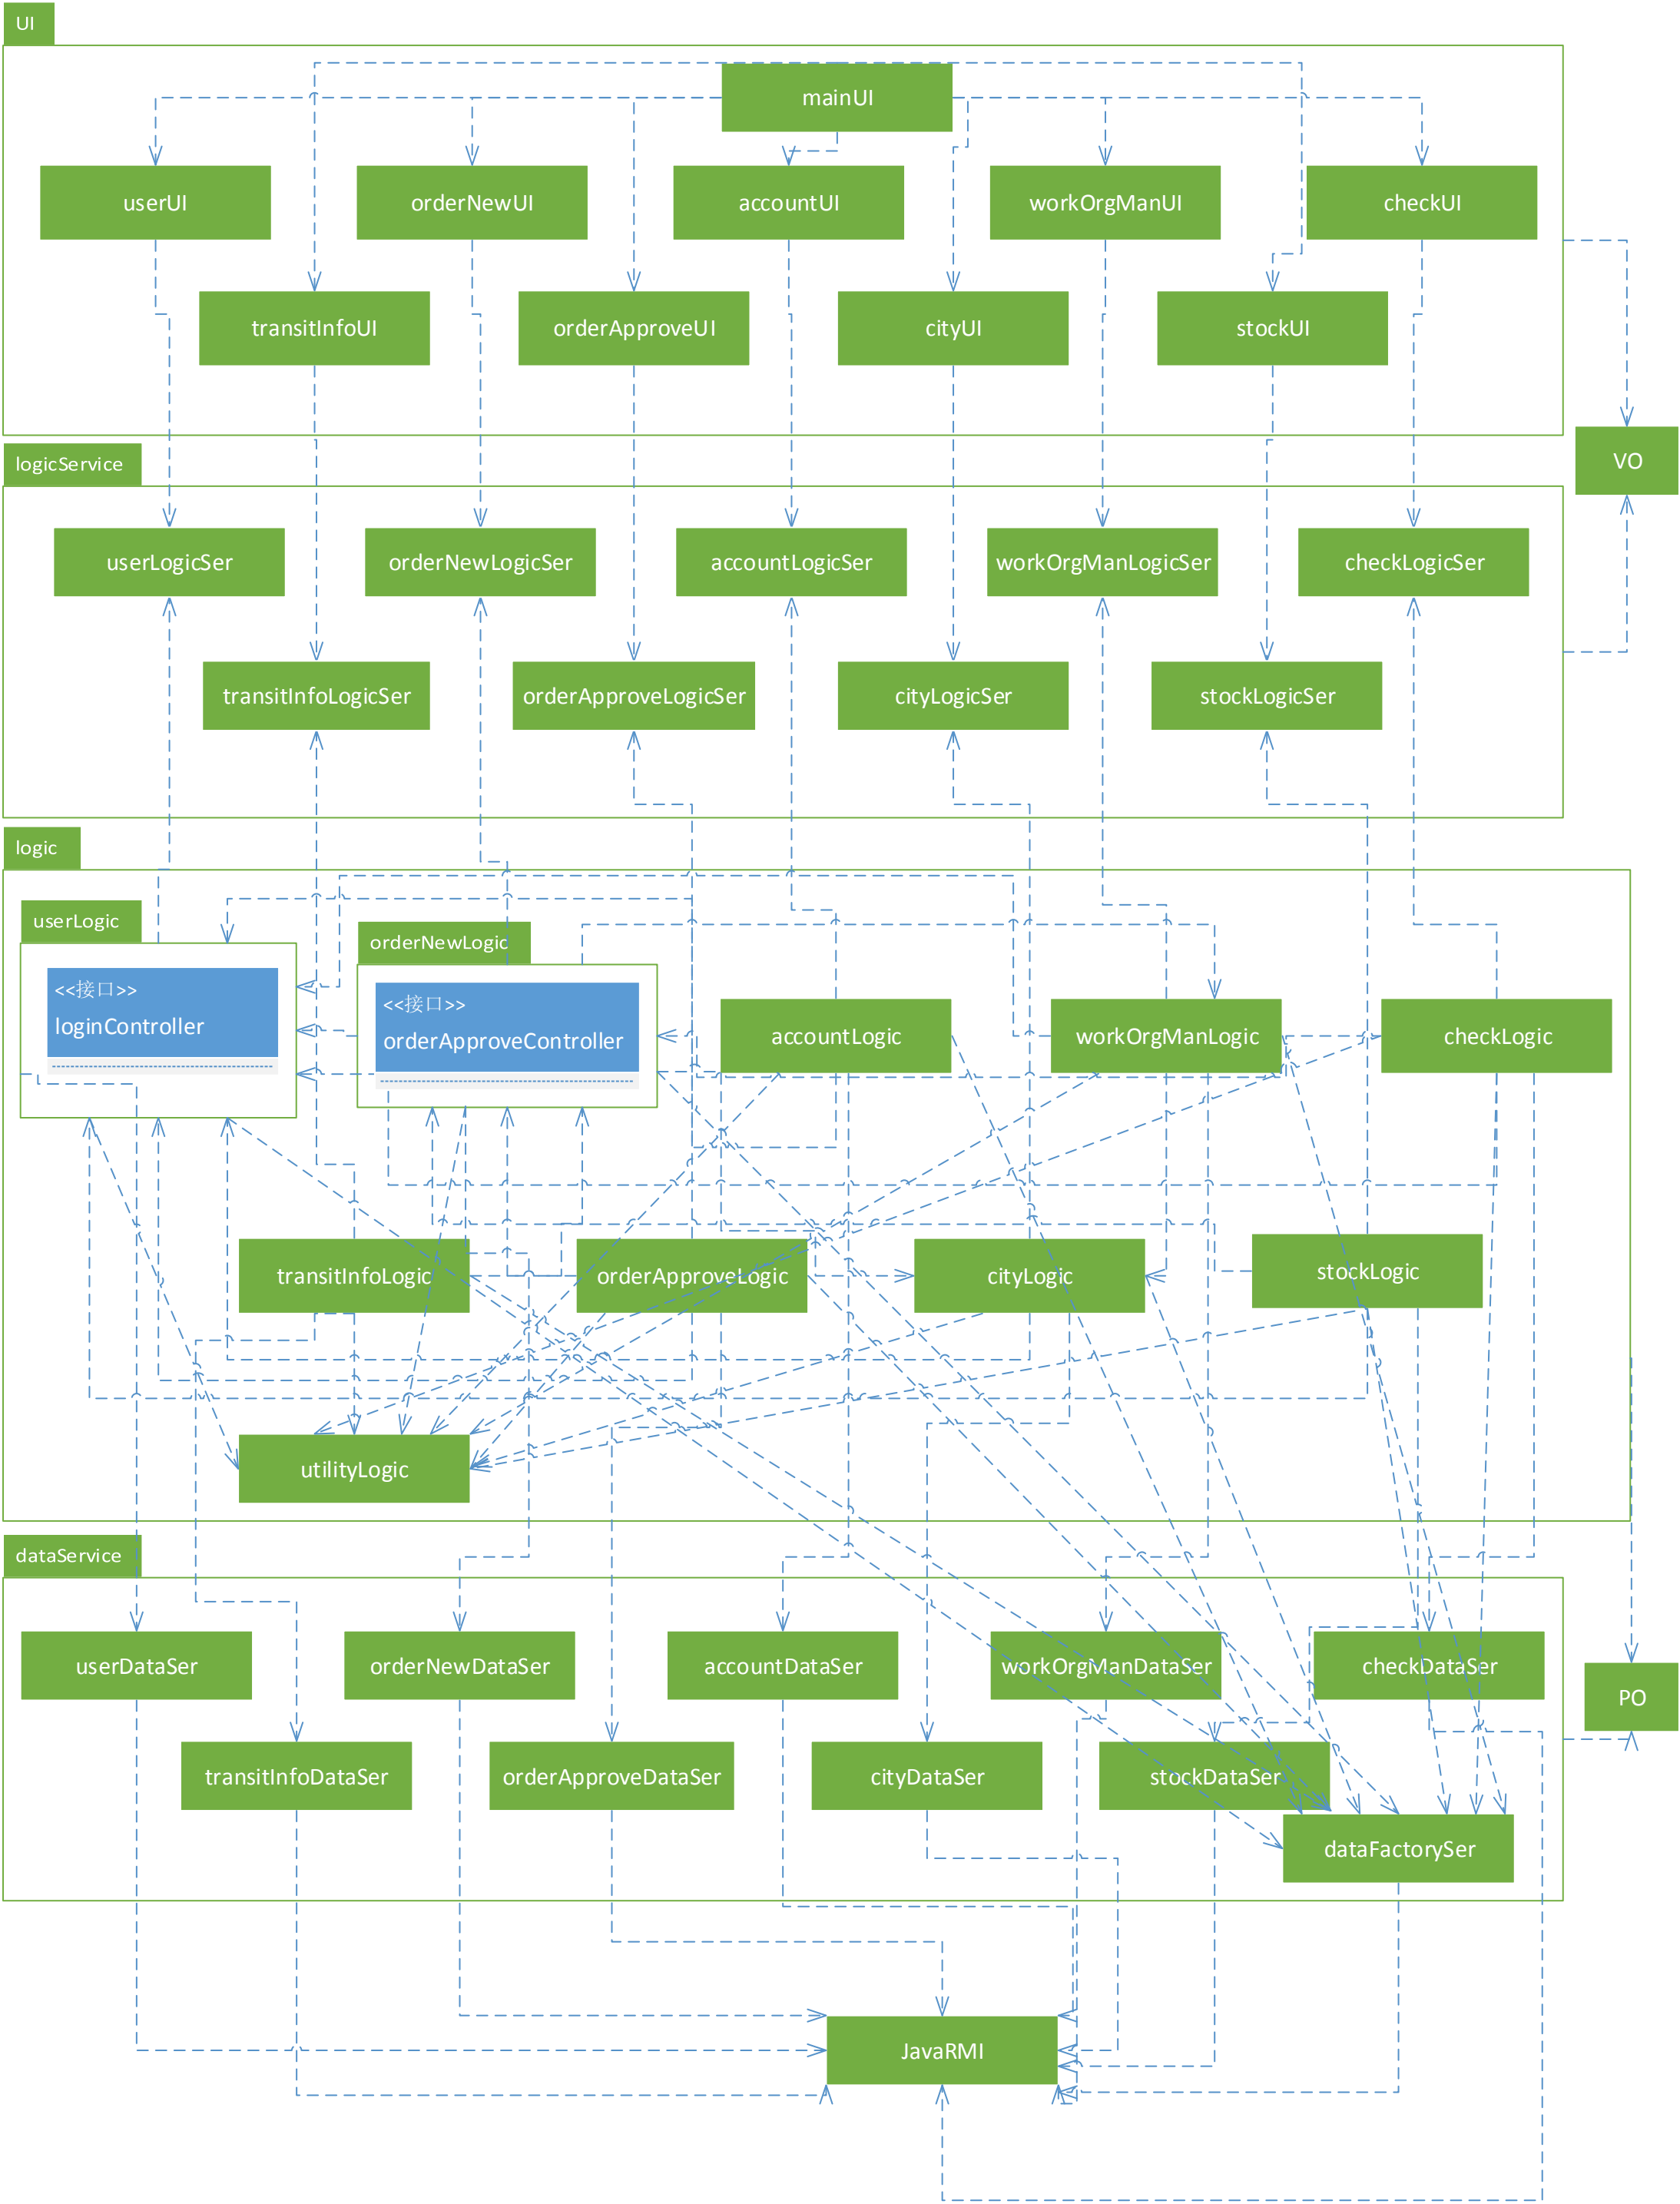 UI
mainUI
userUI
orderNewUI
accountUI
workOrgManUI
checkUI
transitInfoUI
orderApproveUI
cityUI
stockUI
VO
logicService
userLogicSer
orderNewLogicSer
accountLogicSer
workOrgManLogicSer
checkLogicSer
transitInfoLogicSer
orderApproveLogicSer
cityLogicSer
stockLogicSer
logic
userLogic
orderNewLogic
<<接口>>
loginController
<<接口>>
orderApproveController
accountLogic
workOrgManLogic
checkLogic
transitInfoLogic
orderApproveLogic
cityLogic
stockLogic
utilityLogic
dataService
userDataSer
orderNewDataSer
accountDataSer
workOrgManDataSer
checkDataSer
PO
transitInfoDataSer
orderApproveDataSer
cityDataSer
stockDataSer
dataFactorySer
JavaRMI